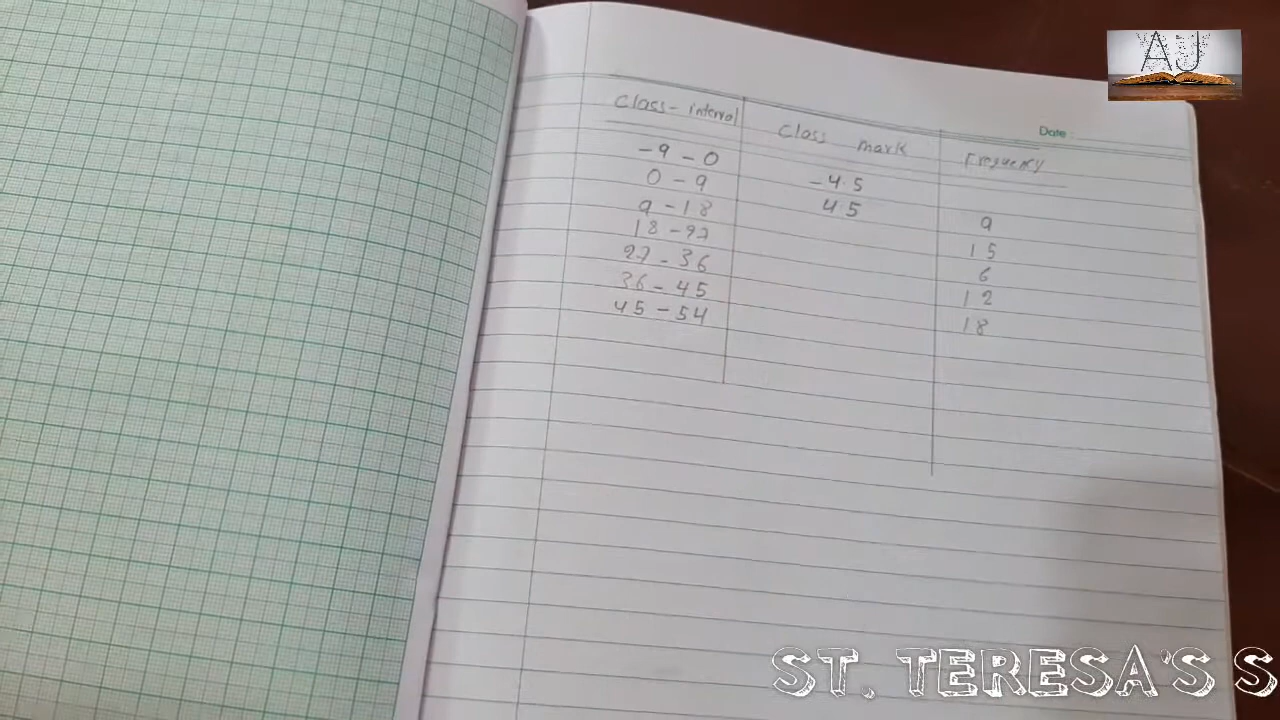 AJ
Date
Class-interval Class mark Frequency
-9 - 0 -4.5
0 - 9 4.5
9 - 18 9
18 - 27 15
27 - 36 6
36 - 45 12
45 - 54 18
ST. TERESA'S S